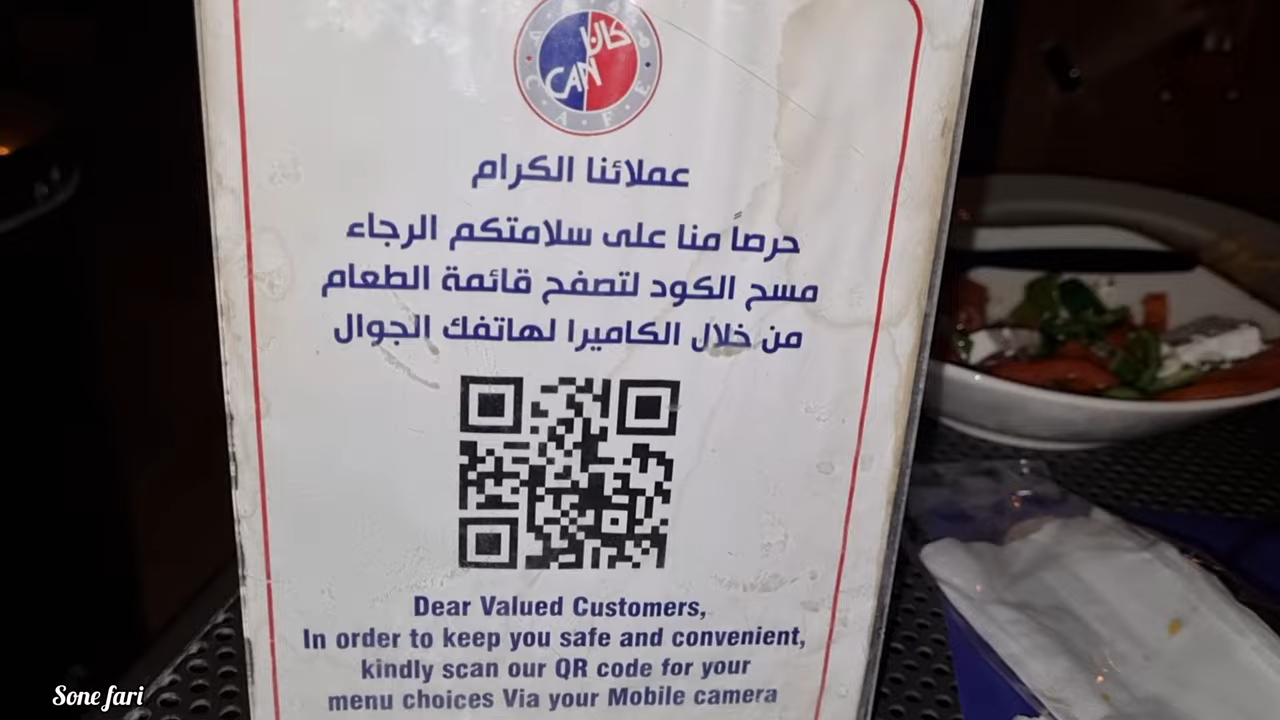 كانا
CAN
CAFE
عملائنا الكرام
حرصاً منا على سلامتكم الرجاء
مسح الكود لتصفح قائمة الطعام
من خلال الكاميرا لهاتفك الجوال
Dear Valued Customers,
In order to keep you safe and convenient,
kindly scan our QR code for your
menu choices Via your Mobile camera
Sone fari